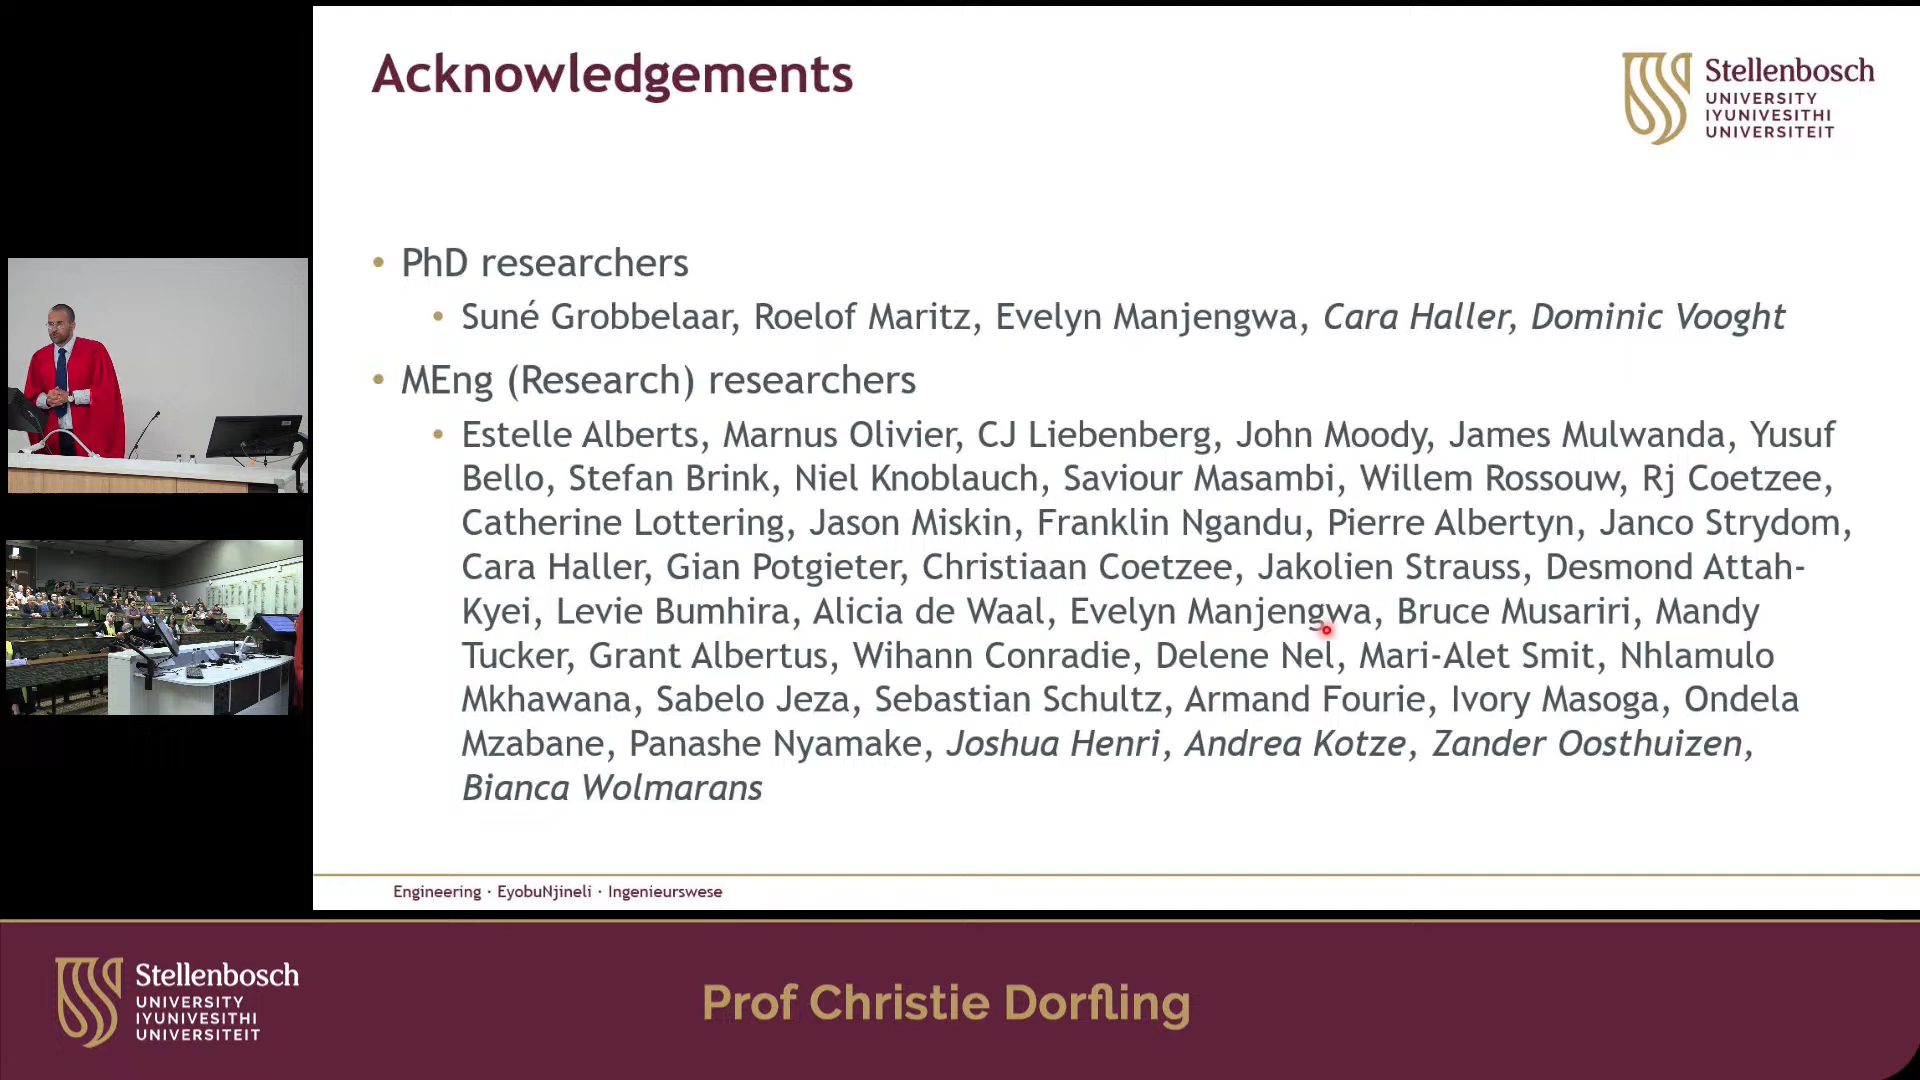 Acknowledgements
Stellenbosch
UNIVERSITY
IYUNIVESITHI
UNIVERSITEIT
• PhD researchers
• Suné Grobbelaar, Roelof Maritz, Evelyn Manjengwa, Cara Haller, Dominic Vooght
• MEng (Research) researchers
• Estelle Alberts, Marnus Olivier, CJ Liebenberg, John Moody, James Mulwanda, Yusuf
Bello, Stefan Brink, Niel Knoblauch, Saviour Masambi, Willem Rossouw, Rj Coetzee,
Catherine Lottering, Jason Miskin, Franklin Ngandu, Pierre Albertyn, Janco Strydom,
Cara Haller, Gian Potgieter, Christiaan Coetzee, Jakolien Strauss, Desmond Attah-
Kyei, Levie Bumhira, Alicia de Waal, Evelyn Manjengwa, Bruce Musariri, Mandy
Tucker, Grant Albertus, Wihann Conradie, Delene Nel, Mari-Alet Smit, Nhlamulo
Mkhawana, Sabelo Jeza, Sebastian Schultz, Armand Fourie, Ivory Masoga, Ondela
Mzabane, Panashe Nyamake, Joshua Henri, Andrea Kotze, Zander Oosthuizen,
Bianca Wolmarans
Engineering · EyobuNjineli · Ingenieurswese
Stellenbosch
UNIVERSITY
IYUNIVESITHI
UNIVERSITEIT
Prof Christie Dorfling